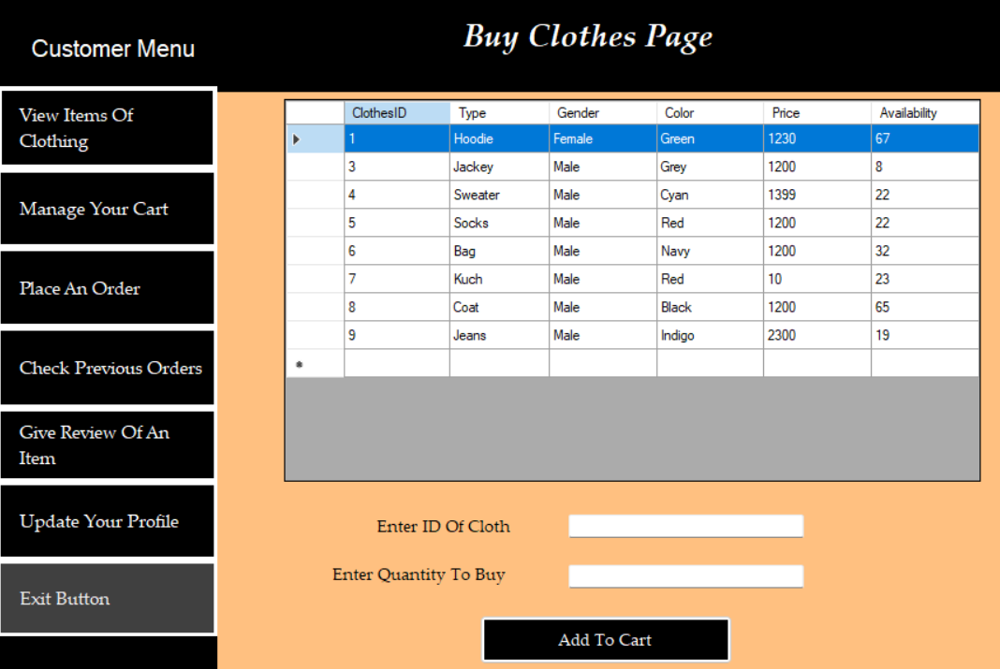 Customer Menu
Buy Clothes Page
View Items Of
Clothing
Manage Your Cart
Place An Order
Check Previous Orders
Give Review Of An
Item
Update Your Profile
Exit Button
ClothesID Type Gender Color Price Availability
1 Hoodie Female Green 1230 67
3 Jackey Male Grey 1200 8
4 Sweater Male Cyan 1399 22
5 Socks Male Red 1200 22
6 Bag Male Navy 1200 32
7 Kuch Male Red 10 23
8 Coat Male Black 1200 65
9 Jeans Male Indigo 2300 19
Enter ID Of Cloth
Enter Quantity To Buy
Add To Cart